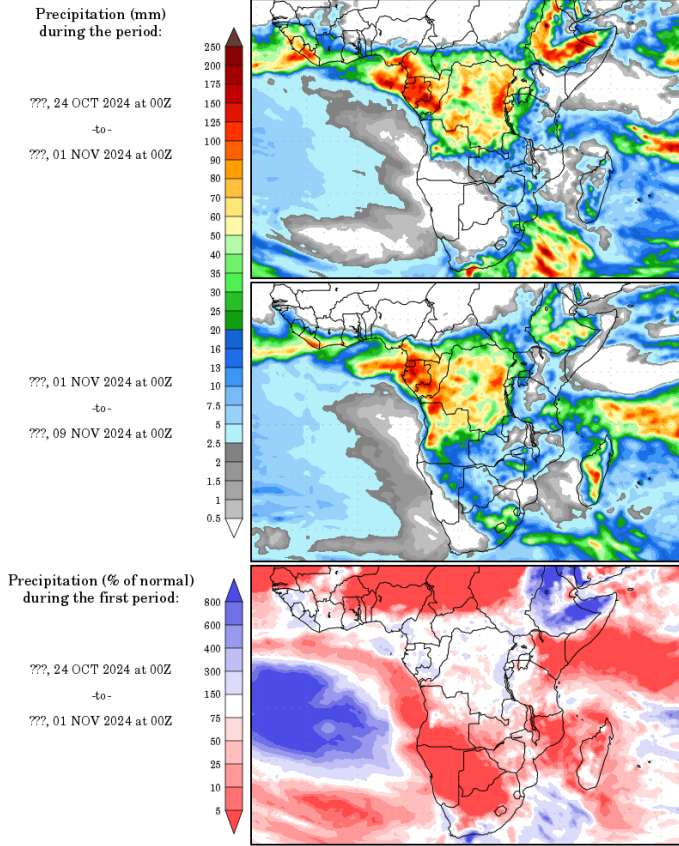 Precipitation (mm)
during the period:
250
200
175
150
125
100
90
80
70
60
50
40
35
30
25
20
16
13
10
7.5
5
2.5
2
1.5
1
0.5
???, 24 OCT 2024 at 00Z
-to-
???, 01 NOV 2024 at 00Z
???, 01 NOV 2024 at 00Z
-to-
???, 09 NOV 2024 at 00Z
Precipitation (% of normal)
during the first period:
800
600
400
300
150
75
50
25
10
5
???, 24 OCT 2024 at 00Z
-to-
???, 01 NOV 2024 at 00Z